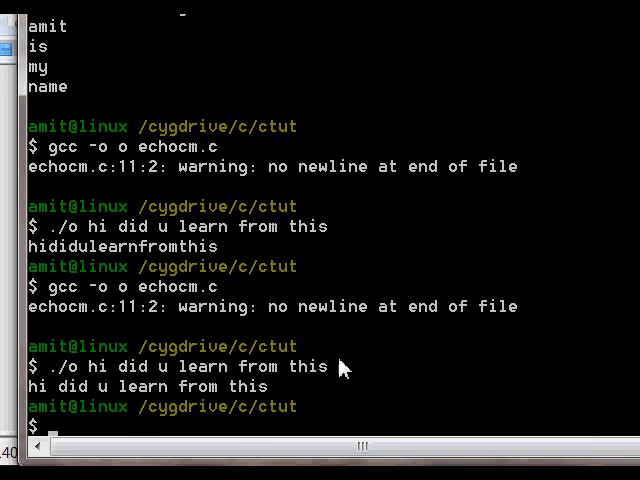 amit
is
my
name
amit@linux /cygdrive/c/ctut
$ gcc -o o echocm.c
echocm.c:11:2: warning: no newline at end of file
amit@linux /cygdrive/c/ctut
$ ./o hi did u learn from this
hididulearnfromthis
amit@linux /cygdrive/c/ctut
$ gcc -o o echocm.c
echocm.c:11:2: warning: no newline at end of file
amit@linux /cygdrive/c/ctut
$ ./o hi did u learn from this
hi did u learn from this
amit@linux /cygdrive/c/ctut
$
.40